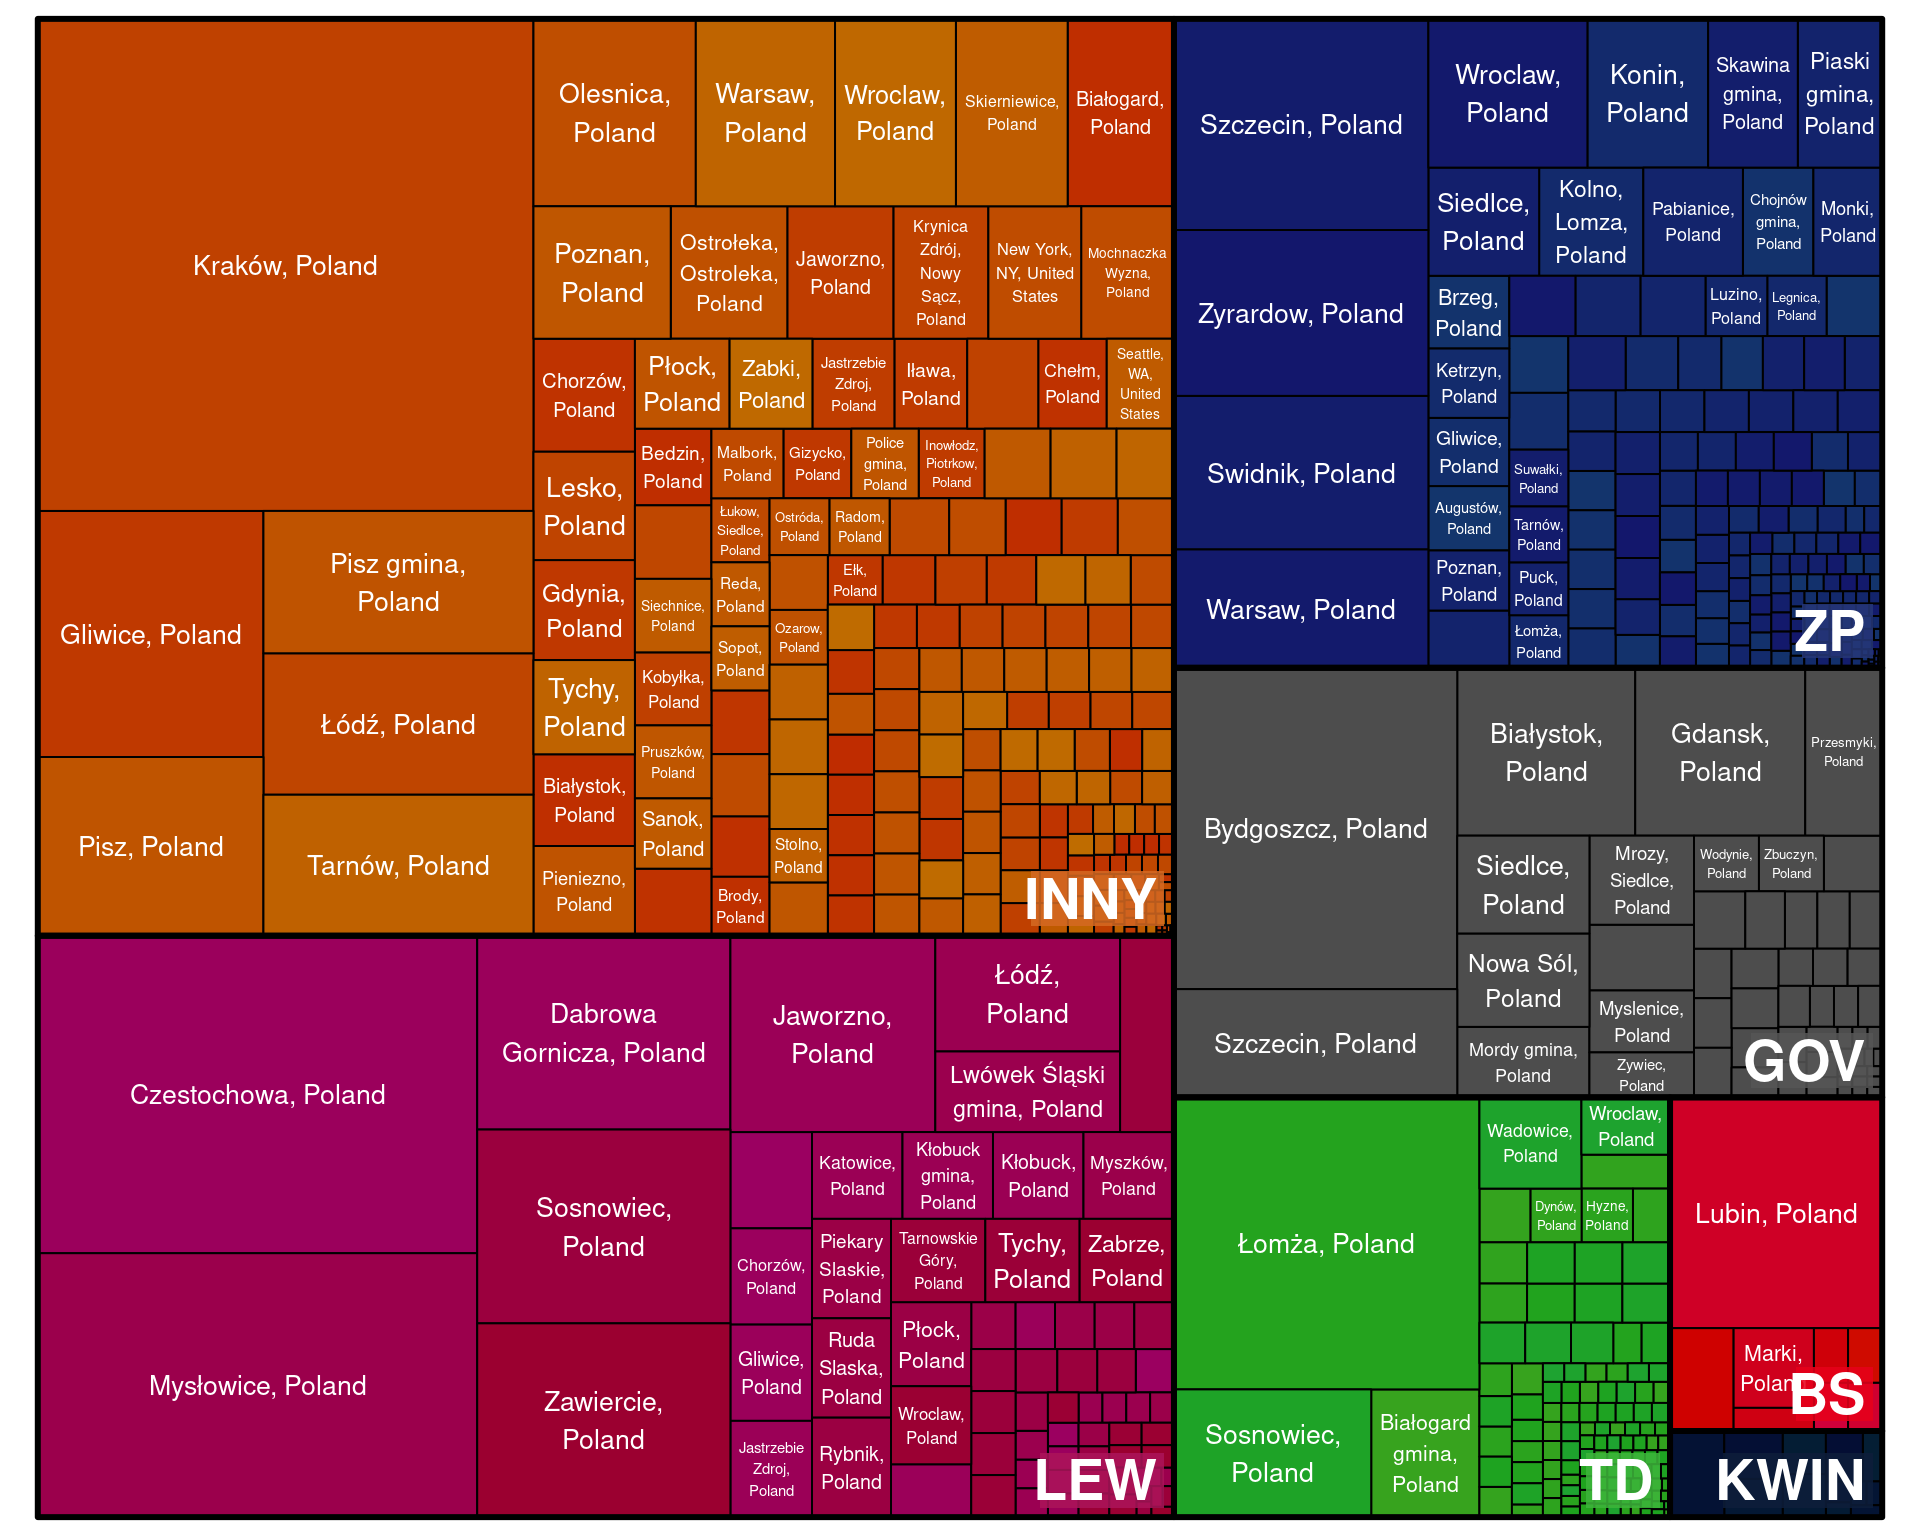 Kraków, Poland
Gliwice, Poland
Pisz, Poland
Pisz gmina,
Poland
Łódź, Poland
Tarnów, Poland
Olesnica,
Poland
Warsaw,
Poland
Wroclaw,
Poland
Skierniewice,
Poland
Białogard,
Poland
Poznan,
Poland
Ostrołeka,
Ostroleka,
Poland
Jaworzno,
Poland
Krynica
Zdrój,
Nowy
Sącz,
Poland
New York,
NY, United
States
Mochnaczka
Wyzna,
Poland
Chorzów,
Poland
Lesko,
Poland
Gdynia,
Poland
Tychy,
Poland
Białystok,
Poland
Pieniezno,
Poland
Płock,
Poland
Zabki,
Poland
Jastrzebie
Zdroj,
Poland
Iława,
Poland
Chełm,
Poland
Seattle,
WA,
United
States
Bedzin,
Poland
Siechnice,
Poland
Kobyłka,
Poland
Pruszków,
Poland
Sanok,
Poland
Malbork,
Poland
Gizycko,
Poland
Police
gmina,
Poland
Inowłodz,
Piotrkow,
Poland
Łukow,
Siedlce,
Poland
Reda,
Poland
Sopot,
Poland
Brody,
Poland
Ostróda,
Poland
Radom,
Poland
Ozarow,
Poland
Stolno,
Poland
Ełk,
Poland
INNY
Czestochowa, Poland
Mysłowice, Poland
Dabrowa
Gornicza, Poland
Sosnowiec,
Poland
Zawiercie,
Poland
Jaworzno,
Poland
Łódź,
Poland
Lwówek Śląski
gmina, Poland
Chorzów,
Poland
Gliwice,
Poland
Jastrzebie
Zdroj,
Poland
Katowice,
Poland
Kłobuck
gmina,
Poland
Kłobuck,
Poland
Myszków,
Poland
Piekary
Slaskie,
Poland
Ruda
Slaska,
Poland
Rybnik,
Poland
Tarnowskie
Góry,
Poland
Tychy,
Poland
Zabrze,
Poland
Płock,
Poland
Wroclaw,
Poland
LEW
Szczecin, Poland
Zyrardow, Poland
Swidnik, Poland
Warsaw, Poland
Wroclaw,
Poland
Konin,
Poland
Skawina
gmina,
Poland
Piaski
gmina,
Poland
Siedlce,
Poland
Kolno,
Lomza,
Poland
Pabianice,
Poland
Chojnów
gmina,
Poland
Monki,
Poland
Brzeg,
Poland
Ketrzyn,
Poland
Gliwice,
Poland
Augustów,
Poland
Poznan,
Poland
Luzino,
Poland
Legnica,
Poland
Suwałki,
Poland
Tarnów,
Poland
Puck,
Poland
Łomża,
Poland
ZP
Bydgoszcz, Poland
Szczecin, Poland
Białystok,
Poland
Gdansk,
Poland
Przesmyki,
Poland
Siedlce,
Poland
Nowa Sól,
Poland
Mordy gmina,
Poland
Mrozy,
Siedlce,
Poland
Myslenice,
Poland
Zywiec,
Poland
Wodynie,
Poland
Zbuczyn,
Poland
GOV
Łomża, Poland
Sosnowiec,
Poland
Białogard
gmina,
Poland
Wadowice,
Poland
Wroclaw,
Poland
Dynów,
Poland
Hyzne,
Poland
TD
Lubin, Poland
Marki,
Poland
BS
KWIN